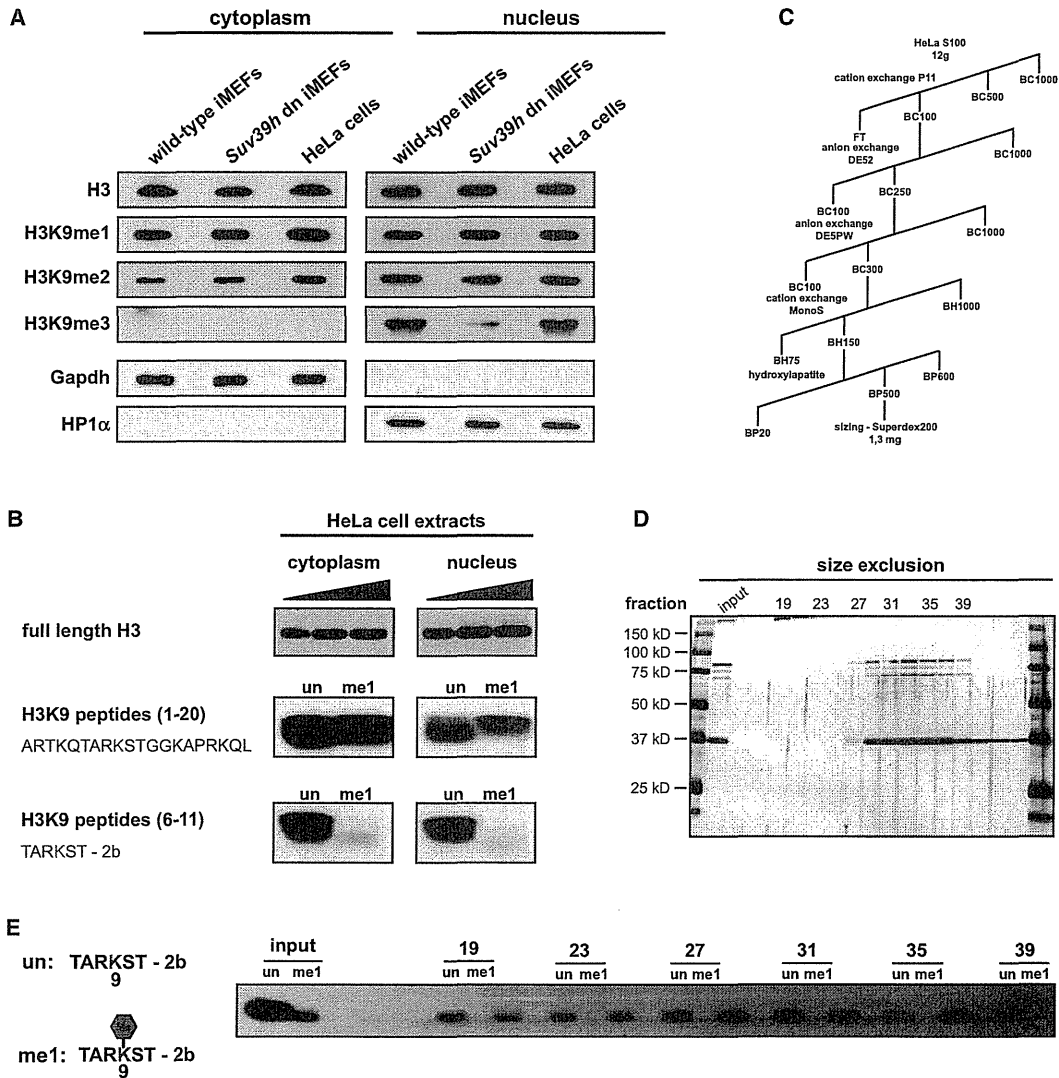 A
cytoplasm
nucleus
wild-type iMEFs
Suv39h dn iMEFs
HeLa cells
wild-type iMEFs
Suv39h dn iMEFs
HeLa cells
H3
H3K9me1
H3K9me2
H3K9me3
Gapdh
HP1α
C
HeLa S100
12g
cation exchange P11
BC1000
BC500
BC100
FT
anion exchange
DE52
BC1000
BC250
BC100
anion exchange
DE5PW
BC1000
BC300
BC100
cation exchange
MonoS
BH1000
BH150
BH75
hydroxylapatite
BP600
BP500
BP20
sizing - Superdex200
1,3 mg
B
HeLa cell extracts
cytoplasm
nucleus
full length H3
un me1
un me1
H3K9 peptides (1-20)
ARTKQTARKSTGGKAPRKQL
un me1
un me1
H3K9 peptides (6-11)
TARKST - 2b
D
size exclusion
fraction input 19 23 27 31 35 39
150 kD
100 kD
75 kD
50 kD
37 kD
25 kD
E
input 19 23 27 31 35 39
un me1 un me1 un me1 un me1 un me1 un me1 un me1
un: TARKST - 2b
9
me1: TARKST - 2b
9